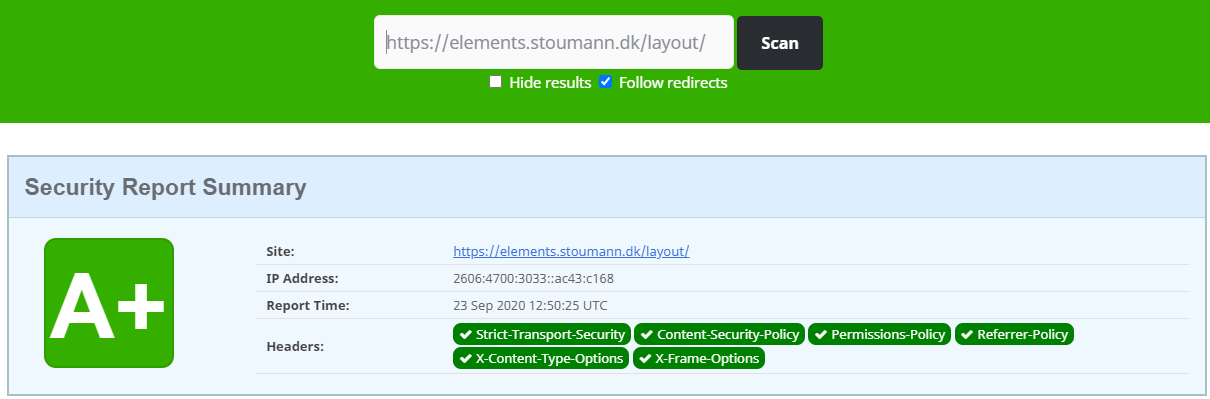 https://elements.stoumann.dk/layout/
Scan
Hide results Follow redirects
Security Report Summary
A+
Site: https://elements.stoumann.dk/layout/
IP Address: 2606:4700:3033::ac43:c168
Report Time: 23 Sep 2020 12:50:25 UTC
Headers: Strict-Transport-Security Content-Security-Policy Permissions-Policy Referrer-Policy
X-Content-Type-Options X-Frame-Options